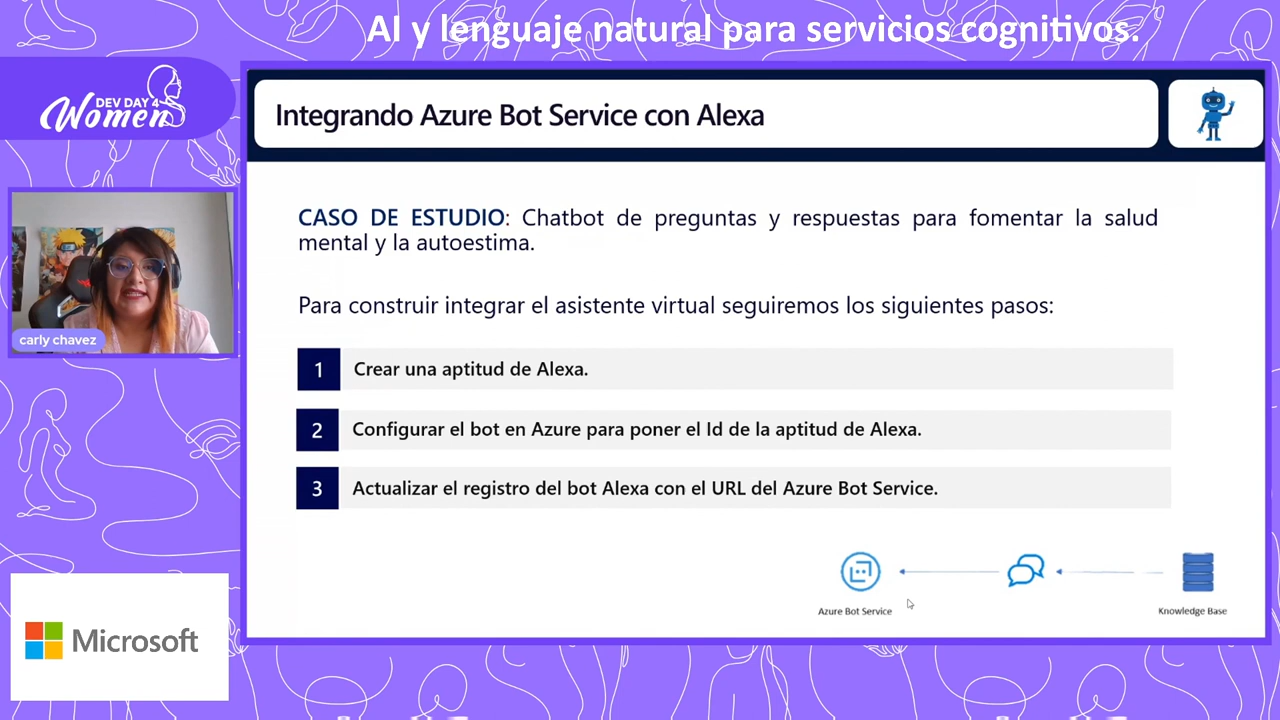 AI y lenguaje natural para servicios cognitivos.
DEV DAY 4
Women
Integrando Azure Bot Service con Alexa
CASO DE ESTUDIO: Chatbot de preguntas y respuestas para fomentar la salud
mental y la autoestima.
Para construir integrar el asistente virtual seguiremos los siguientes pasos:
1 Crear una aptitud de Alexa.
2 Configurar el bot en Azure para poner el Id de la aptitud de Alexa.
3 Actualizar el registro del bot Alexa con el URL del Azure Bot Service.
Azure Bot Service
Knowledge Base
carly chavez
Microsoft